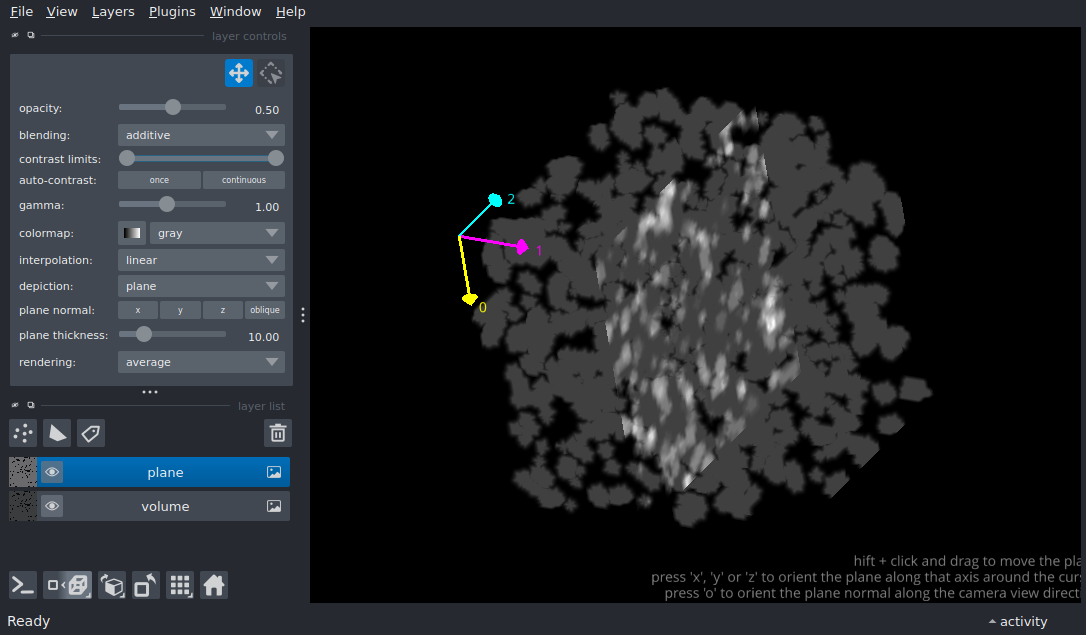 File View Layers Plugins Window Help
layer controls
opacity: 0.50
blending: additive
contrast limits:
auto-contrast: once continuous
gamma: 1.00
colormap: gray
interpolation: linear
depiction: plane
plane normal: x y z oblique
plane thickness: 10.00
rendering: average
layer list
plane
volume
2
1
0
hift + click and drag to move the pla
press 'x', 'y' or 'z' to orient the plane along that axis around the curs
press 'o' to orient the plane normal along the camera view direct
Ready
activity